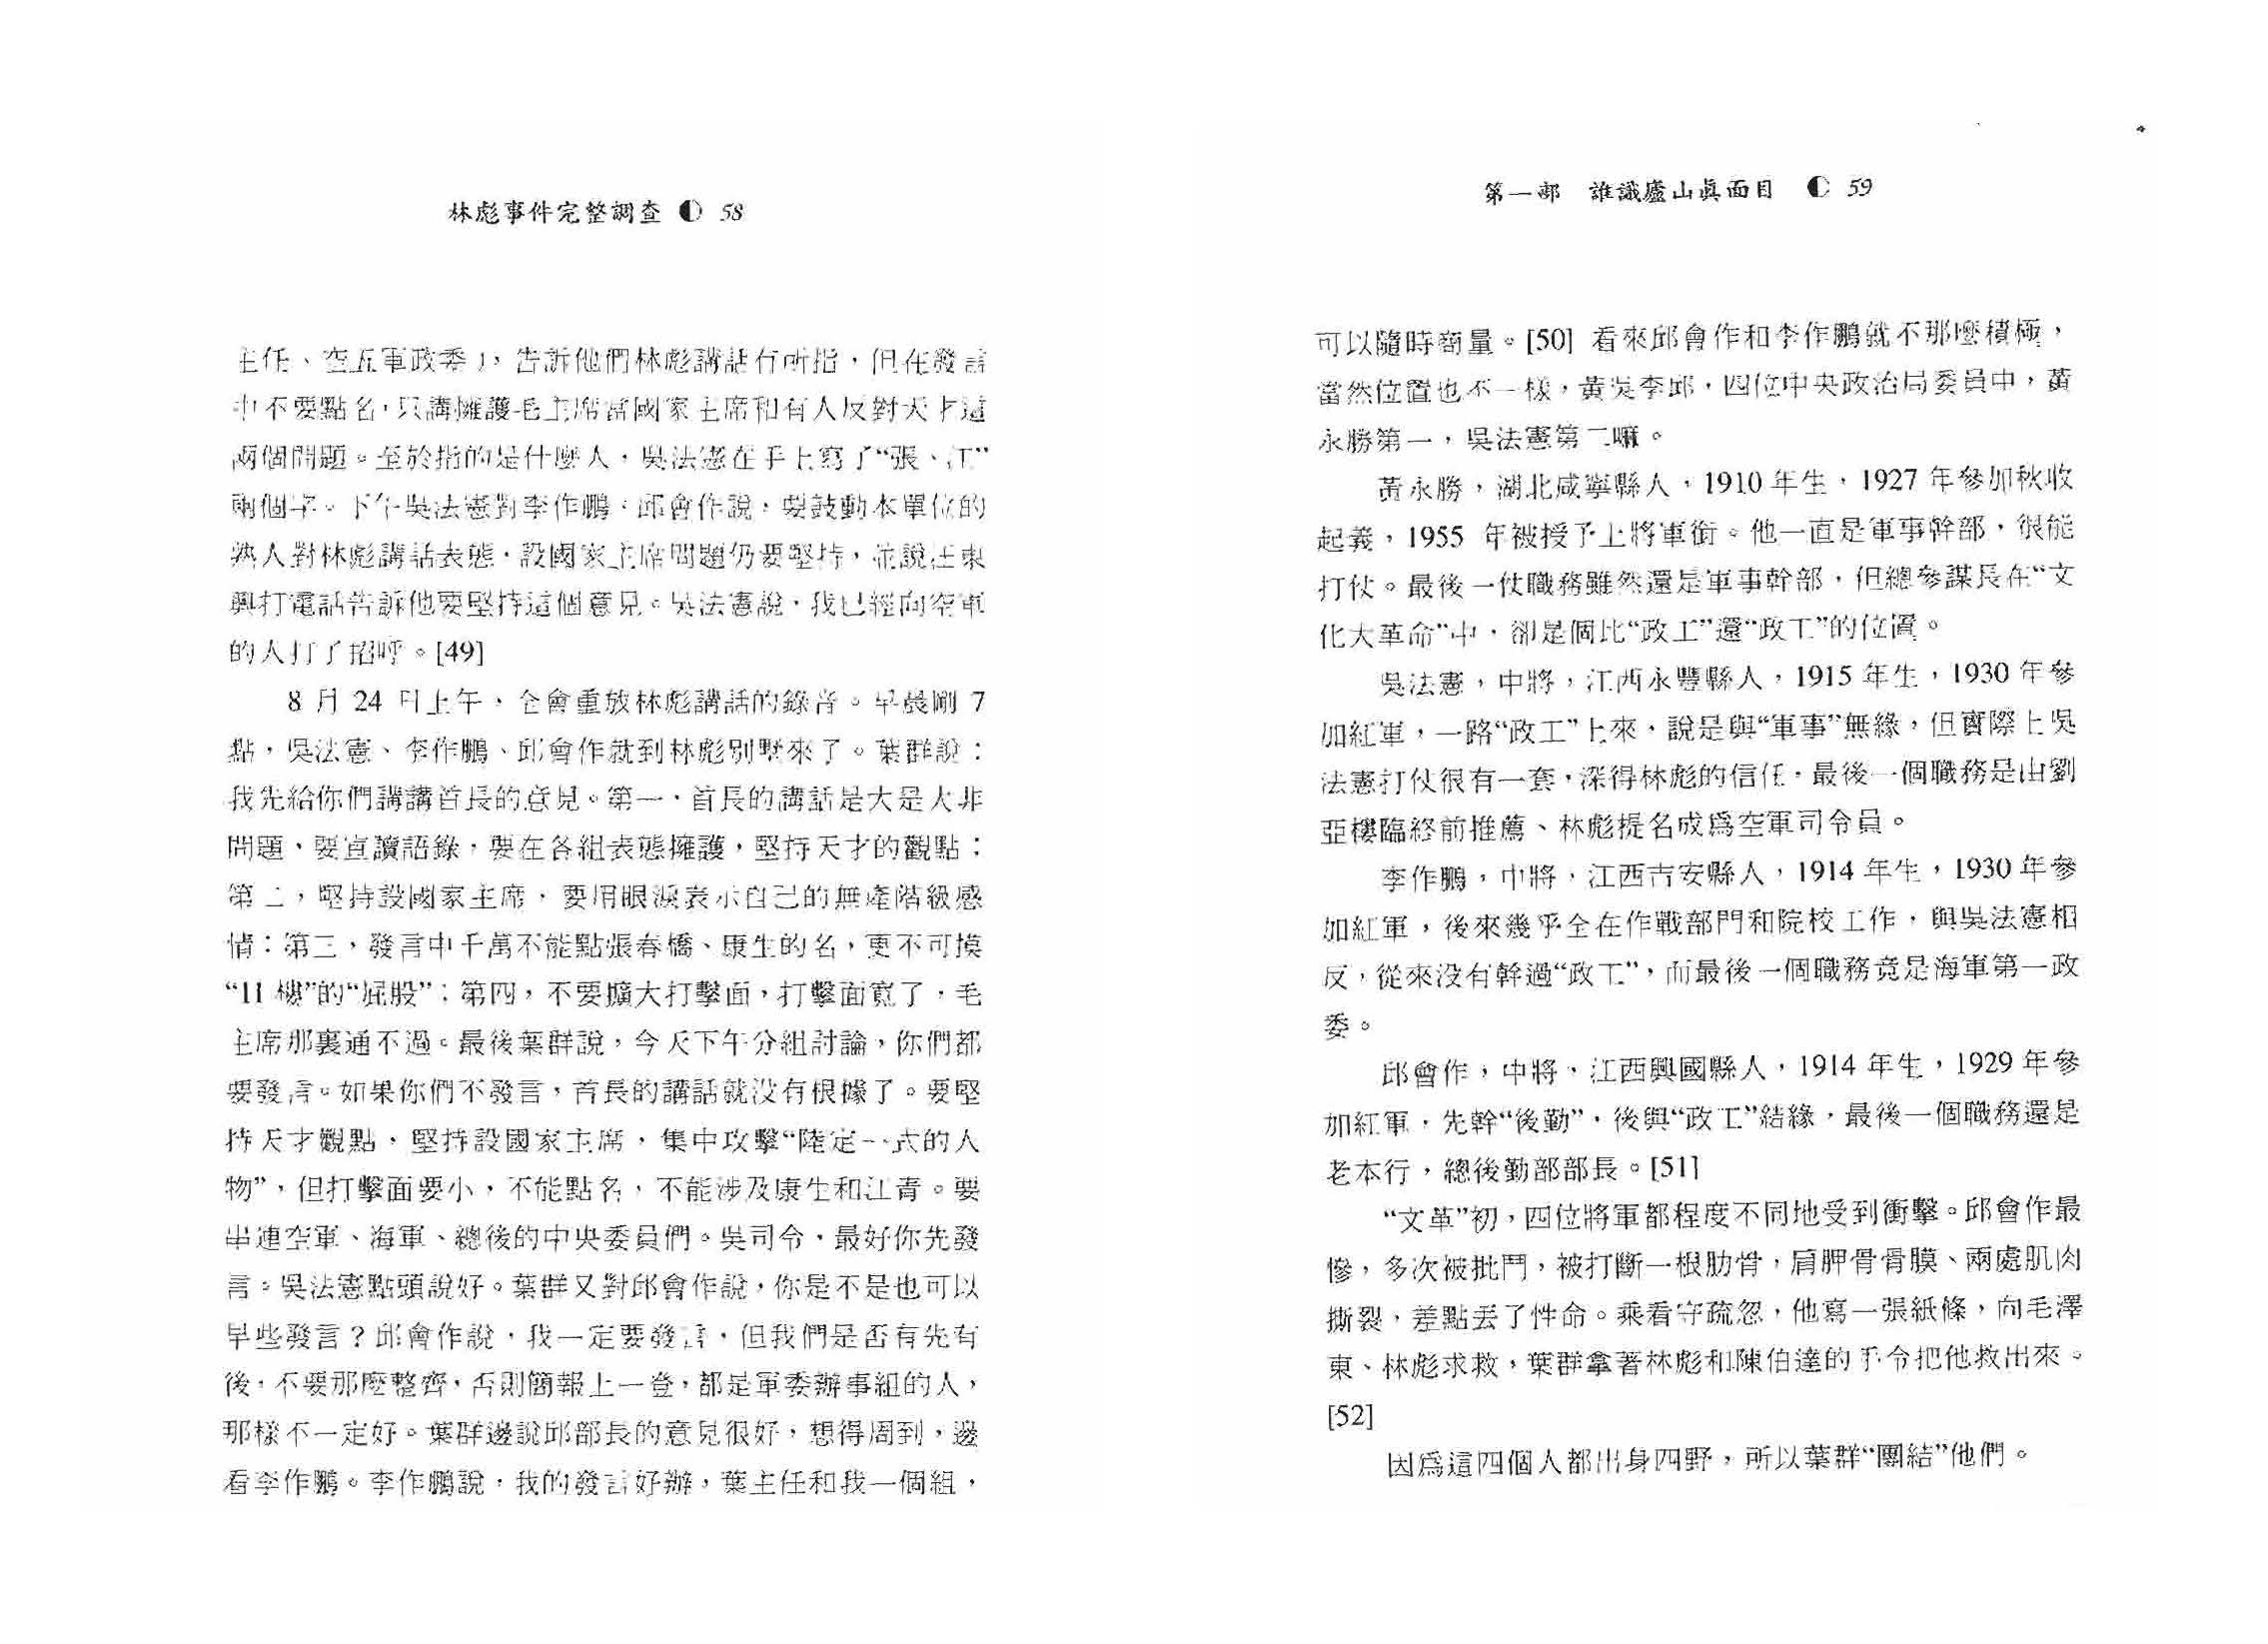 林彪事件完整調查 58
主任、空五軍政委），告訴他們林彪講話有所指，但在發言
中不要點名，只講擁護毛主席當國家主席和有人反對天才這
兩個問題。至於指的是什麼人，吳法憲在手上寫了“張、江”
兩個字。下午吳法憲對李作鵬、邱會作說，要鼓動本單位的
熟人對林彪講話表態，設國家主席問題仍要堅持，並說汪東
興打電話告訴他要堅持這個意見。吳法憲說，我已經向空軍
的人打了招呼。[49]
8 月 24 日上午，全會重放林彪講話的錄音。早晨剛 7
點，吳法憲、李作鵬、邱會作就到林彪別墅來了。葉群說：
我先給你們講講首長的意見。第一，首長的講話是大是大非
問題，要宣讀語錄，要在各組表態擁護，堅持天才的觀點；
第二，堅持設國家主席，要用眼淚表示自己的無產階級感
情；第三，發言中千萬不能點張春橋、康生的名，更不可摸
“11 樓”的“屁股”；第四，不要擴大打擊面，打擊面寬了，毛
主席那裏通不過。最後葉群說，今天下午分組討論，你們都
要發言。如果你們不發言，首長的講話就没有根據了。要堅
持天才觀點，堅持設國家主席，集中攻擊“陸定一式的人
物”，但打擊面要小，不能點名，不能涉及康生和江青。要
串連空軍、海軍、總後的中央委員們。吳司令，最好你先發
言。吳法憲點頭說好。葉群又對邱會作說，你是不是也可以
早些發言？邱會作說，我一定要發言，但我們是否有先有
後，不要那麼整齊，否則簡報上一登，都是軍委辦事組的人，
那樣不一定好。葉群邊說邱部長的意見很好，想得周到，邊
看李作鵬。李作鵬說，我的發言好辦，葉主任和我一個組，
第一部 誰識廬山眞面目 59
可以隨時商量。[50] 看來邱會作和李作鵬就不那麼積極，
當然位置也不一樣，黃吳李邱，四位中央政治局委員中，黃
永勝第一，吳法憲第二嘛。
黃永勝，湖北咸寧縣人，1910 年生，1927 年參加秋收
起義，1955 年被授予上將軍銜。他一直是軍事幹部，很能
打仗。最後一仗職務雖然還是軍事幹部，但總參謀長在“文
化大革命”中，卻是個比“政工”還“政工”的位置。
吳法憲，中將，江西永豐縣人，1915 年生，1930 年參
加紅軍，一路“政工”上來，說是與“軍事”無緣，但實際上吳
法憲打仗很有一套，深得林彪的信任，最後一個職務是由劉
亞樓臨終前推薦、林彪提名成爲空軍司令員。
李作鵬，中將，江西吉安縣人，1914 年生，1930 年參
加紅軍，後來幾乎全在作戰部門和院校工作，與吳法憲相
反，從來没有幹過“政工”，而最後一個職務竟是海軍第一政
委。
邱會作，中將，江西興國縣人，1914 年生，1929 年參
加紅軍，先幹“後勤”，後與“政工”結緣，最後一個職務還是
老本行，總後勤部部長。[51]
“文革”初，四位將軍都程度不同地受到衝擊。邱會作最
慘，多次被批鬥，被打斷一根肋骨，肩胛骨骨膜、兩處肌肉
撕裂，差點丟了性命。乘看守疏忽，他寫一張紙條，向毛澤
東、林彪求救，葉群拿著林彪和陳伯達的手令把他救出來。
[52]
因爲這四個人都出身四野，所以葉群“團結”他們。